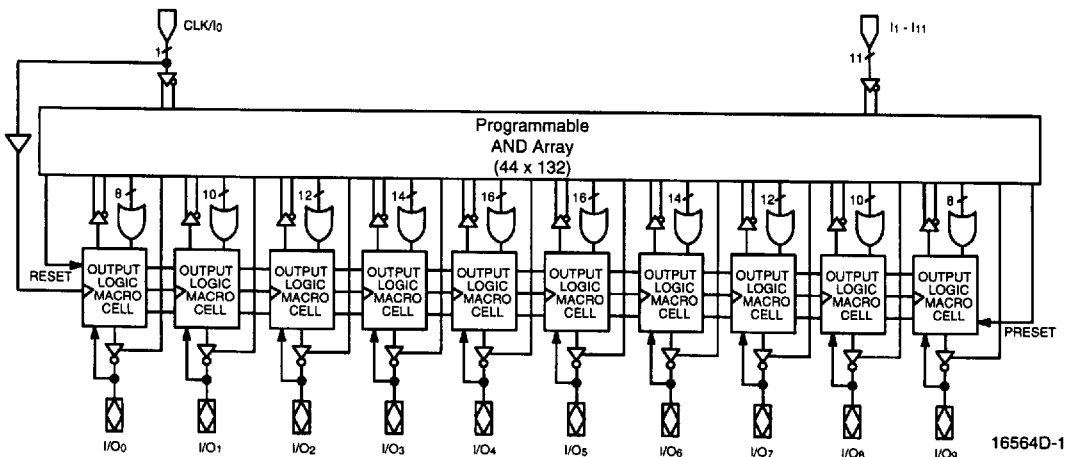 CLK/I0
I1 - I11
1
11
Programmable
AND Array
(44 x 132)
8
10
12
14
16
16
14
12
10
8
RESET
OUTPUT
LOGIC
MACRO
CELL
OUTPUT
LOGIC
MACRO
CELL
OUTPUT
LOGIC
MACRO
CELL
OUTPUT
LOGIC
MACRO
CELL
OUTPUT
LOGIC
MACRO
CELL
OUTPUT
LOGIC
MACRO
CELL
OUTPUT
LOGIC
MACRO
CELL
OUTPUT
LOGIC
MACRO
CELL
OUTPUT
LOGIC
MACRO
CELL
OUTPUT
LOGIC
MACRO
CELL
PRESET
I/O0
I/O1
I/O2
I/O3
I/O4
I/O5
I/O6
I/O7
I/O8
I/O9
16564D-1